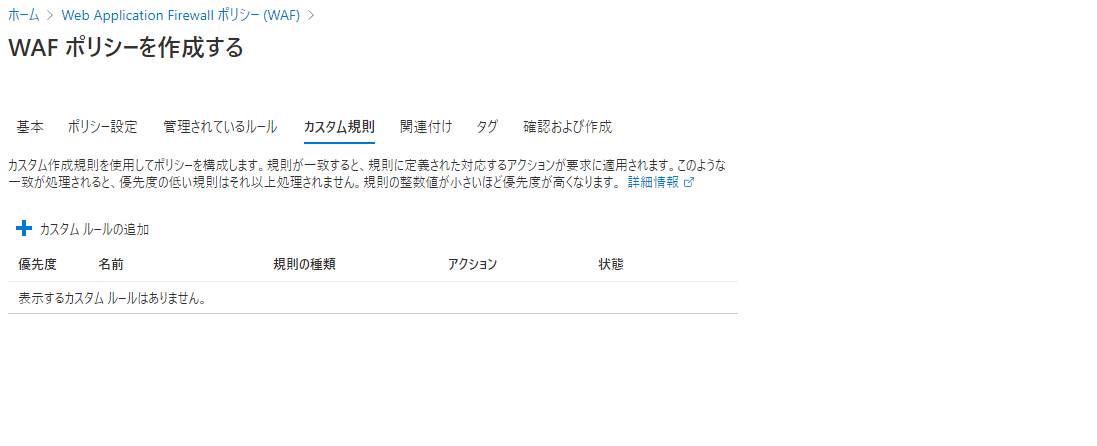 ホーム > Web Application Firewall ポリシー (WAF) >
WAF ポリシーを作成する
基本 ポリシー設定 管理されているルール カスタム規則 関連付け タグ 確認および作成
カスタム作成規則を使用してポリシーを構成します。規則が一致すると、規則に定義された対応するアクションが要求に適用されます。このような
一致が処理されると、優先度の低い規則はそれ以上処理されません。規則の整数値が小さいほど優先度が高くなります。 詳細情報
カスタム ルールの追加
優先度 名前 規則の種類 アクション 状態
表示するカスタム ルールはありません。